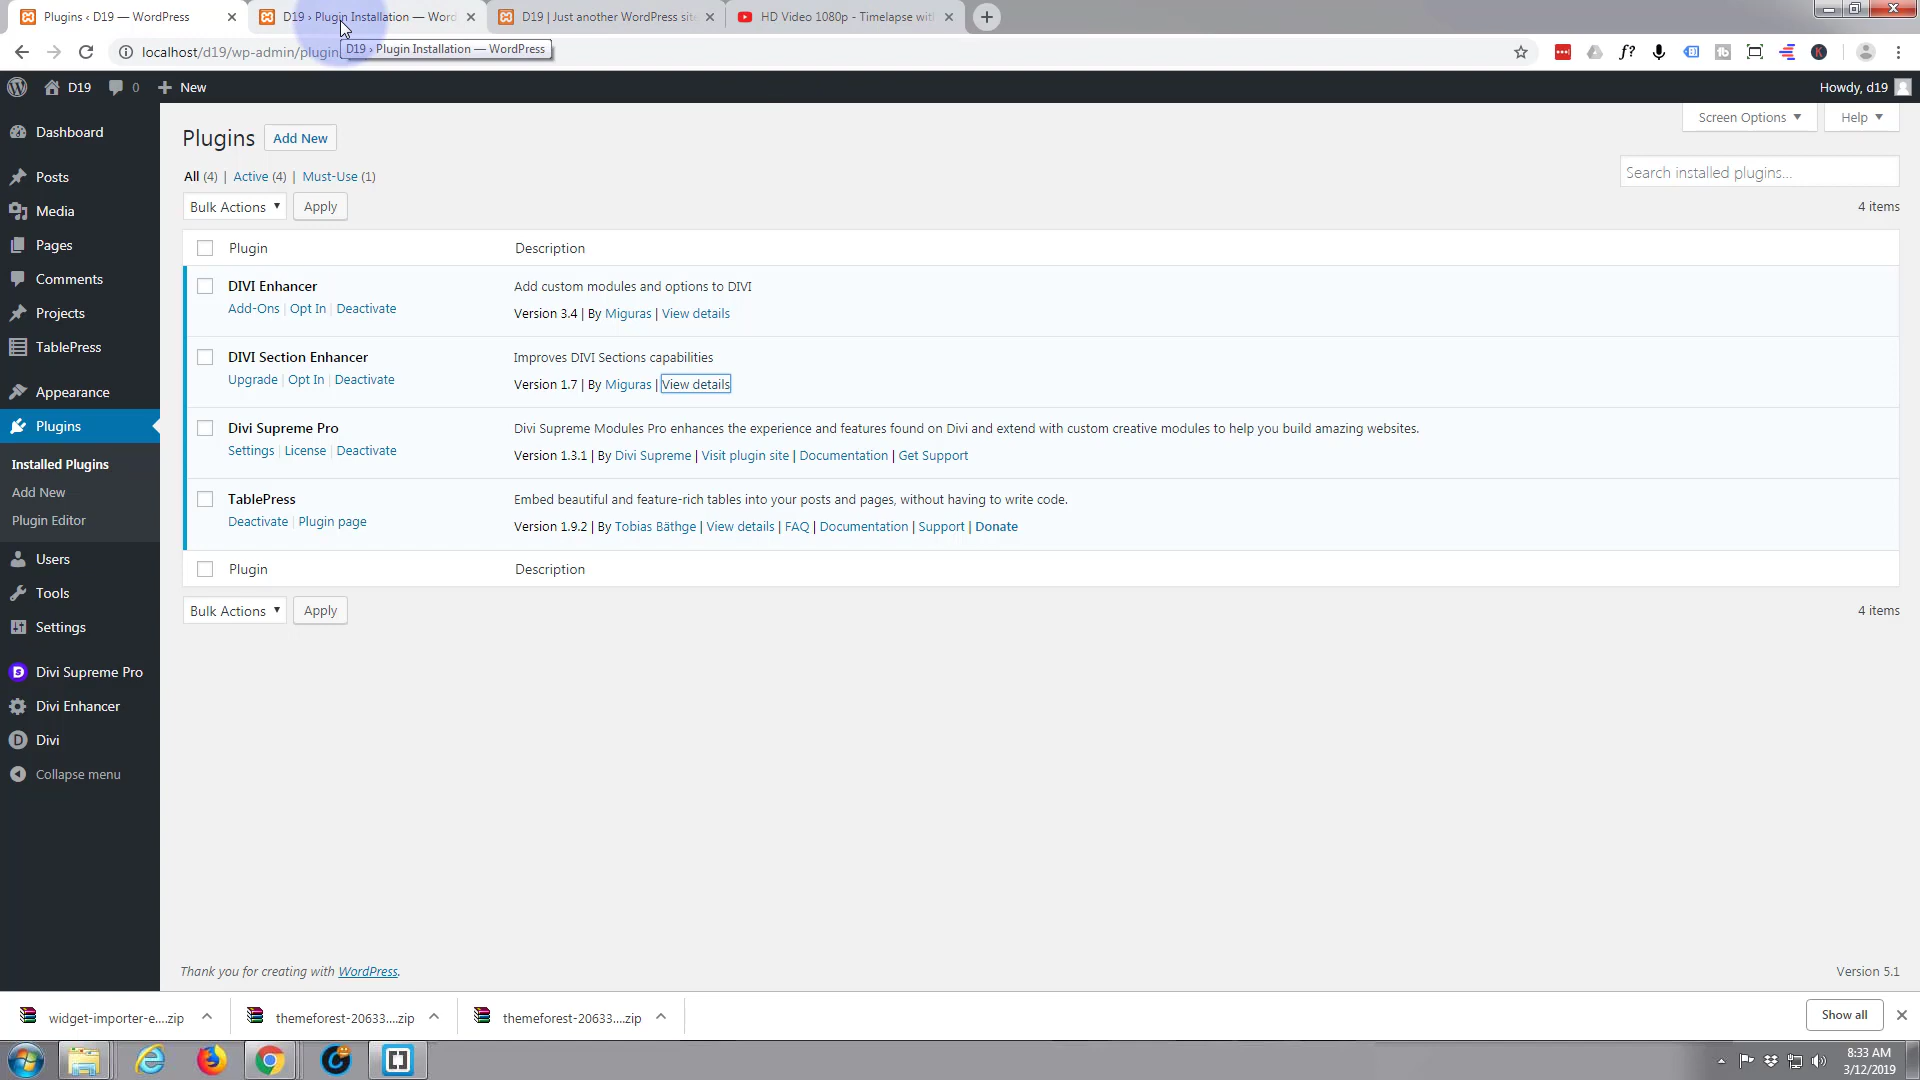 Plugins ‹ D19 — WordPress
D19 › Plugin Installation — Word
D19 | Just another WordPress sit
HD Video 1080p - Timelapse with
localhost/d19/wp-admin/plugin
D19 › Plugin Installation — WordPress
f?
tb
K
D19
0
New
Howdy, d19
Dashboard
Posts
Media
Pages
Comments
Projects
TablePress
Appearance
Plugins
Installed Plugins
Add New
Plugin Editor
Users
Tools
Settings
Divi Supreme Pro
Divi Enhancer
Divi
Collapse menu
Screen Options
Help
Plugins
Add New
All (4) | Active (4) | Must-Use (1)
Search installed plugins...
Bulk Actions
Apply
4 items
Plugin
Description
DIVI Enhancer
Add-Ons | Opt In | Deactivate
Add custom modules and options to DIVI
Version 3.4 | By Miguras | View details
DIVI Section Enhancer
Upgrade | Opt In | Deactivate
Improves DIVI Sections capabilities
Version 1.7 | By Miguras | View details
Divi Supreme Pro
Settings | License | Deactivate
Divi Supreme Modules Pro enhances the experience and features found on Divi and extend with custom creative modules to help you build amazing websites.
Version 1.3.1 | By Divi Supreme | Visit plugin site | Documentation | Get Support
TablePress
Deactivate | Plugin page
Embed beautiful and feature-rich tables into your posts and pages, without having to write code.
Version 1.9.2 | By Tobias Bäthge | View details | FAQ | Documentation | Support | Donate
Plugin
Description
Bulk Actions
Apply
4 items
Thank you for creating with WordPress.
Version 5.1
widget-importer-e....zip
themeforest-20633....zip
themeforest-20633....zip
Show all
8:33 AM
3/12/2019